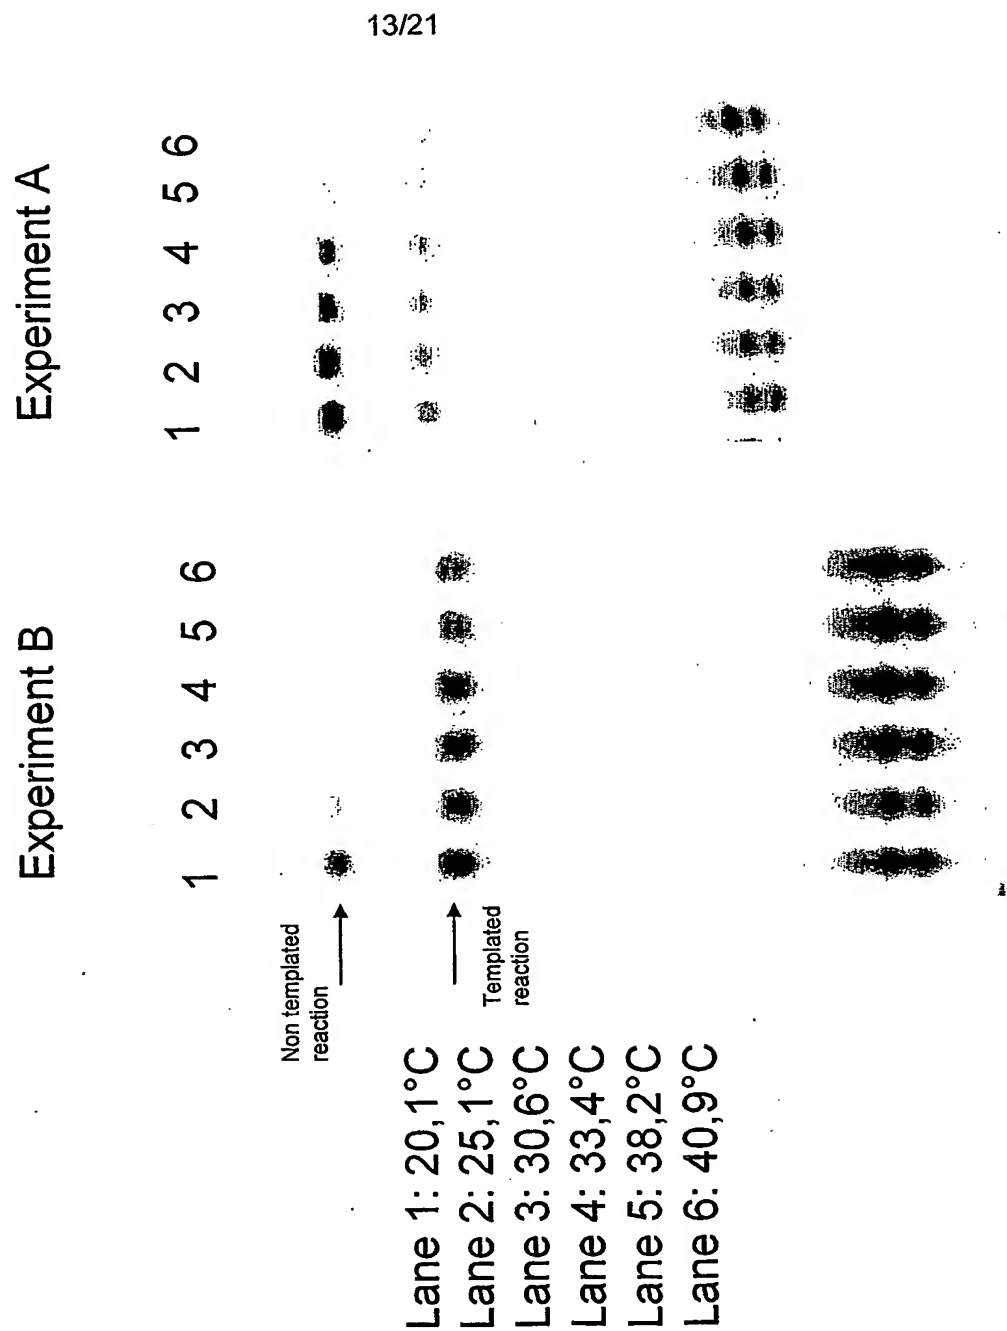 13/21
Experiment A
1 2 3 4 5 6
Experiment B
1 2 3 4 5 6
Non templated
reaction
Templated
reaction
Lane 1: 20,1°C
Lane 2: 25,1°C
Lane 3: 30,6°C
Lane 4: 33,4°C
Lane 5: 38,2°C
Lane 6: 40,9°C